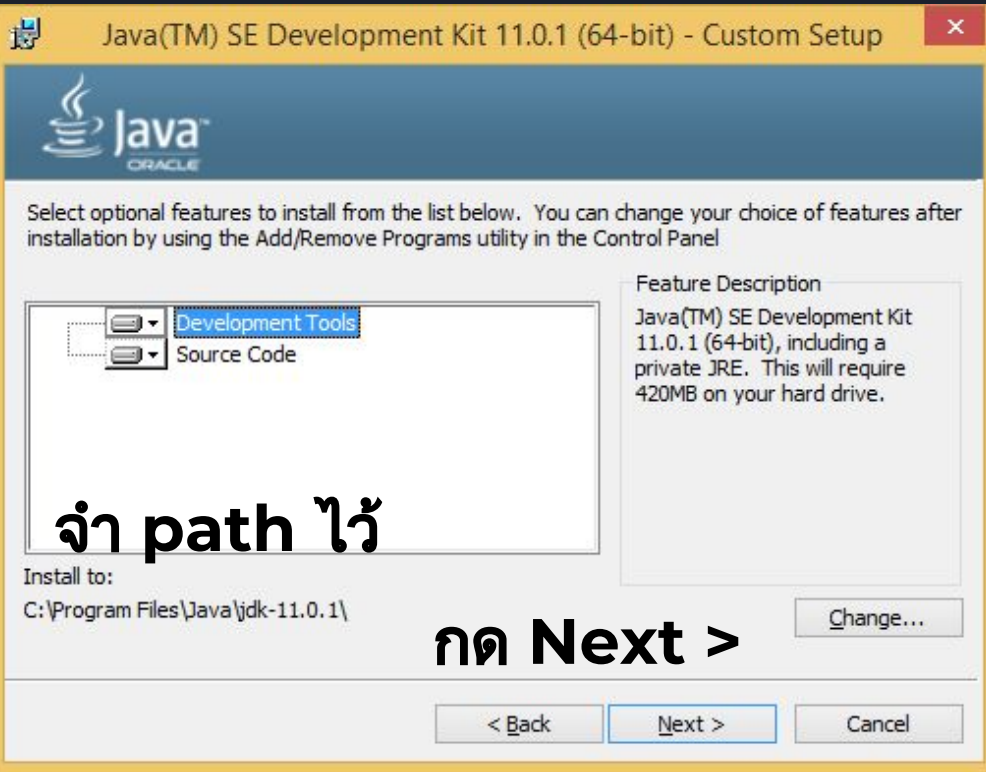 Java(TM) SE Development Kit 11.0.1 (64-bit) - Custom Setup
Java™
ORACLE
Select optional features to install from the list below.  You can change your choice of features after
installation by using the Add/Remove Programs utility in the Control Panel
Development Tools
Source Code
Feature Description
Java(TM) SE Development Kit
11.0.1 (64-bit), including a
private JRE.  This will require
420MB on your hard drive.
จำ path ไว้
Install to:
C:\Program Files\Java\jdk-11.0.1\
Change...
กด Next >
< Back
Next >
Cancel